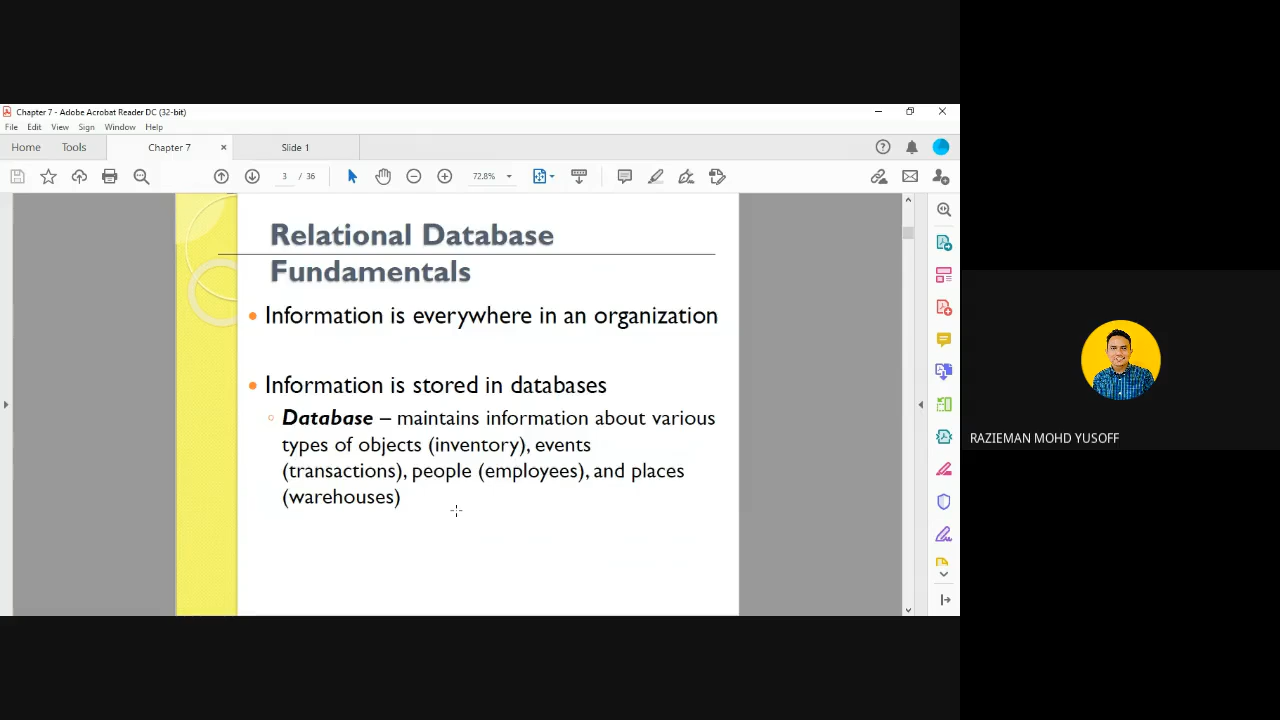 Chapter 7 - Adobe Acrobat Reader DC (32-bit)
File Edit View Sign Window Help
Home Tools Chapter 7 × Slide 1
3 / 36 72.8%
Relational Database
Fundamentals
• Information is everywhere in an organization
• Information is stored in databases
Database – maintains information about various
types of objects (inventory), events
(transactions), people (employees), and places
(warehouses)
RAZIEMAN MOHD YUSOFF